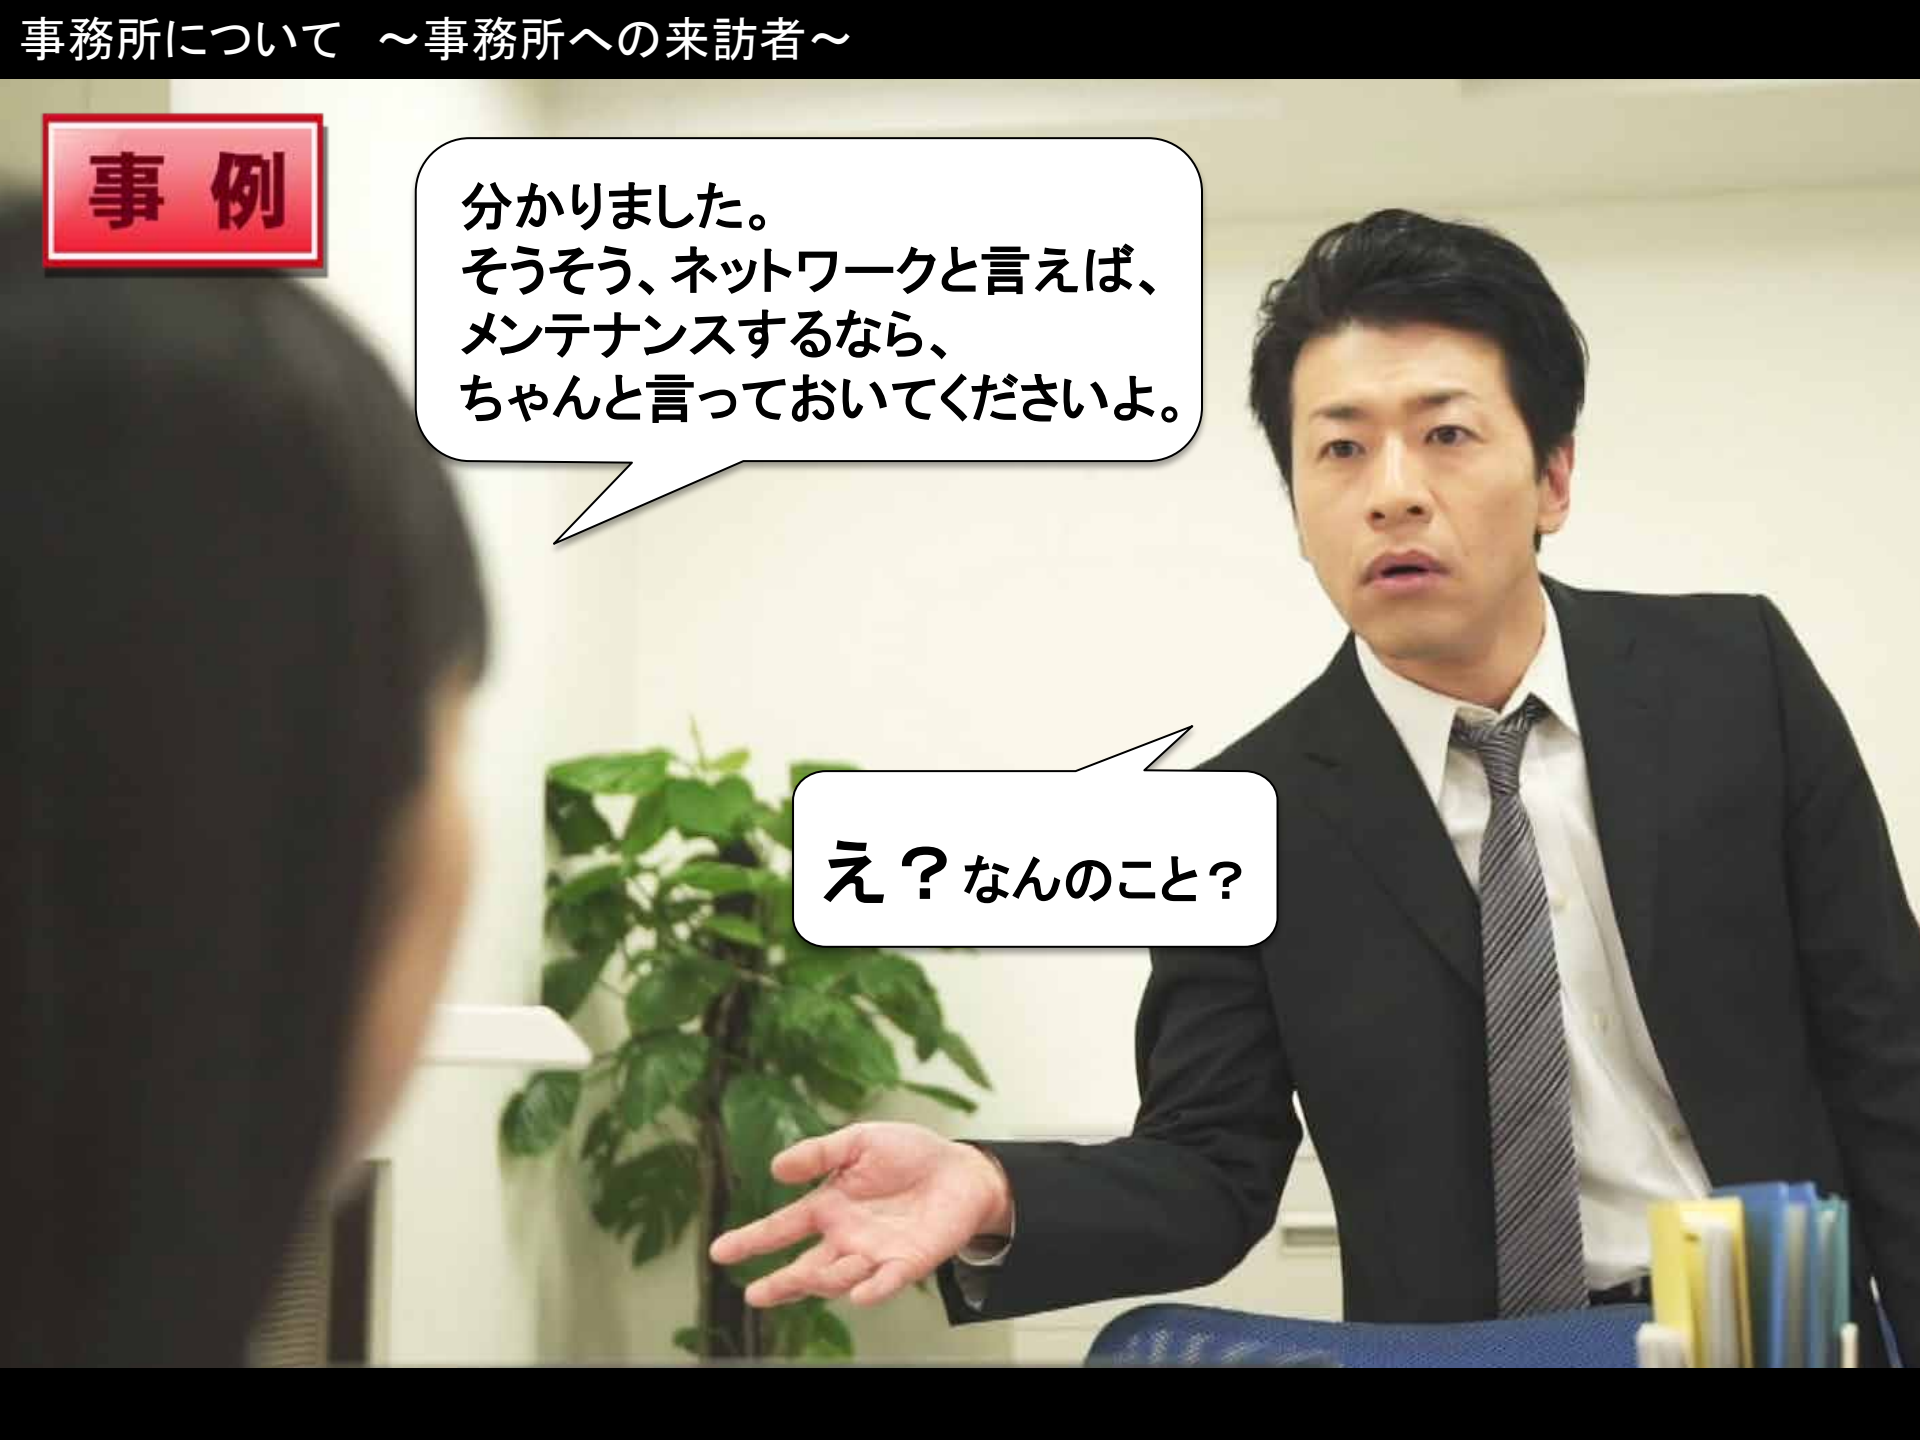 事務所について　～事務所への来訪者～
事 例
分かりました。
そうそう、ネットワークと言えば、
メンテナンスするなら、
ちゃんと言っておいてくださいよ。
え？なんのこと？